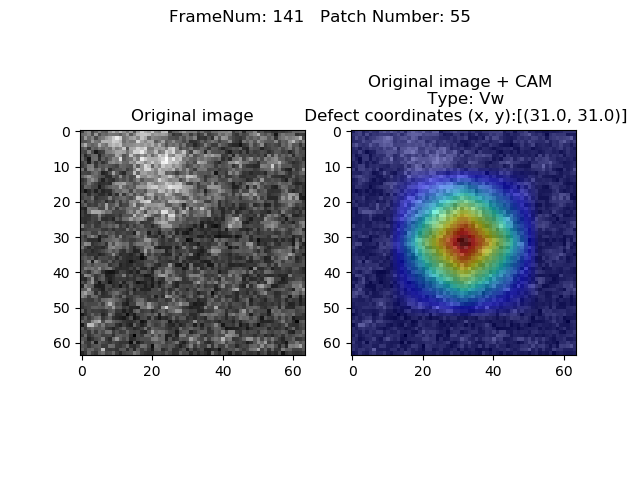 FrameNum: 141   Patch Number: 55
Original image
0
10
20
30
40
50
60
0 20 40 60
Original image + CAM
Type: Vw
Defect coordinates (x, y):[(31.0, 31.0)]
0
10
20
30
40
50
60
0 20 40 60